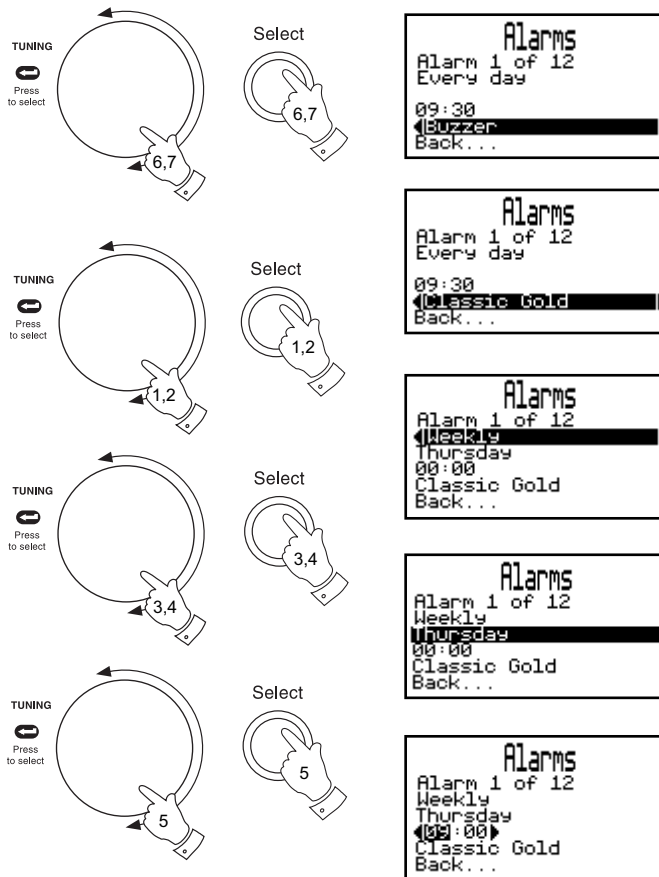 TUNING
Press
to select
6,7
Select
6,7
Alarms
Alarm 1 of 12
Every day
09:30
Buzzer
Back...
TUNING
Press
to select
1,2
Select
1,2
Alarms
Alarm 1 of 12
Every day
09:30
Classic Gold
Back...
TUNING
Press
to select
3,4
Select
3,4
Alarms
Alarm 1 of 12
Weekly
Thursday
00:00
Classic Gold
Back...
Alarms
Alarm 1 of 12
Weekly
Thursday
00:00
Classic Gold
Back...
TUNING
Press
to select
5
Select
5
Alarms
Alarm 1 of 12
Weekly
Thursday
09:00
Classic Gold
Back...